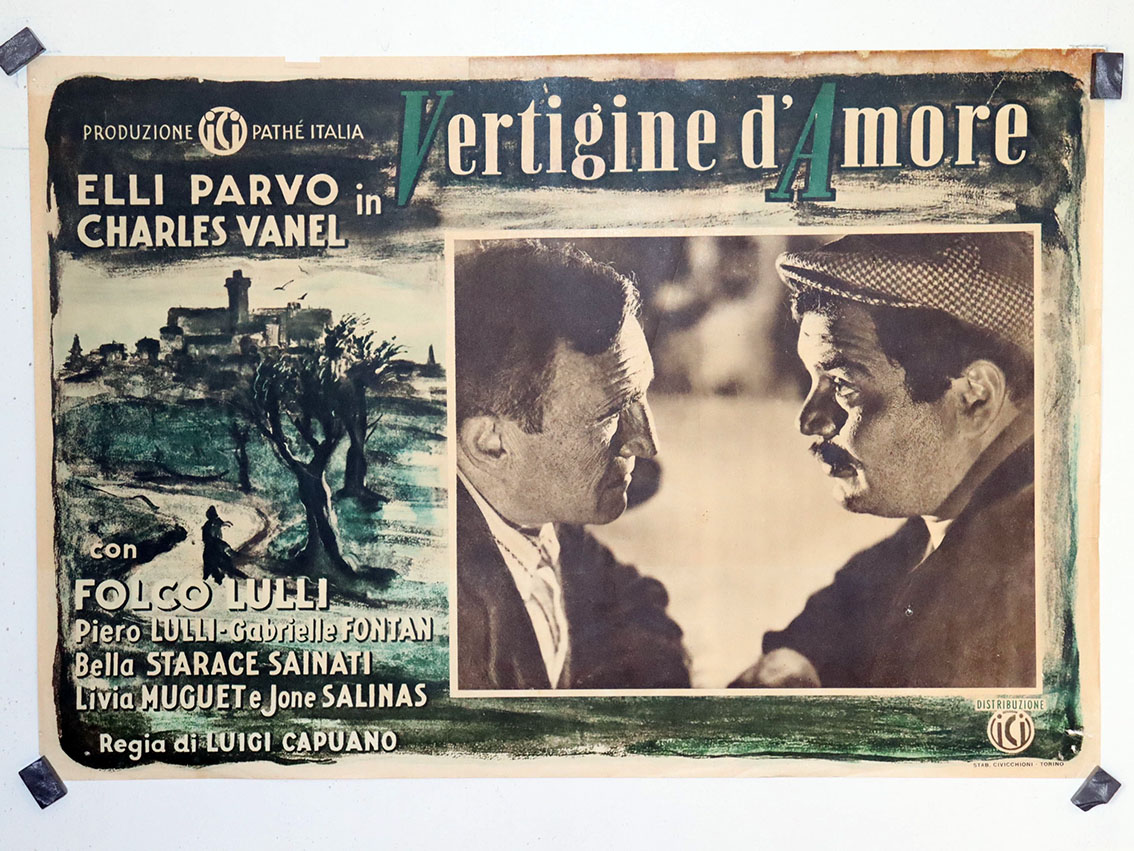 PRODUZIONE ICI PATHÉ ITALIA
Vertigine d'Amore
ELLI PARVO
CHARLES VANEL in
con
FOLCO LULLI
Piero LULLI - Gabrielle FONTAN
Bella STARACE SAINATI
Livia MUGUET e Jone SALINAS
Regia di LUIGI CAPUANO
DISTRIBUZIONE
ICI
STAB. CIVICCHIONI - TORINO